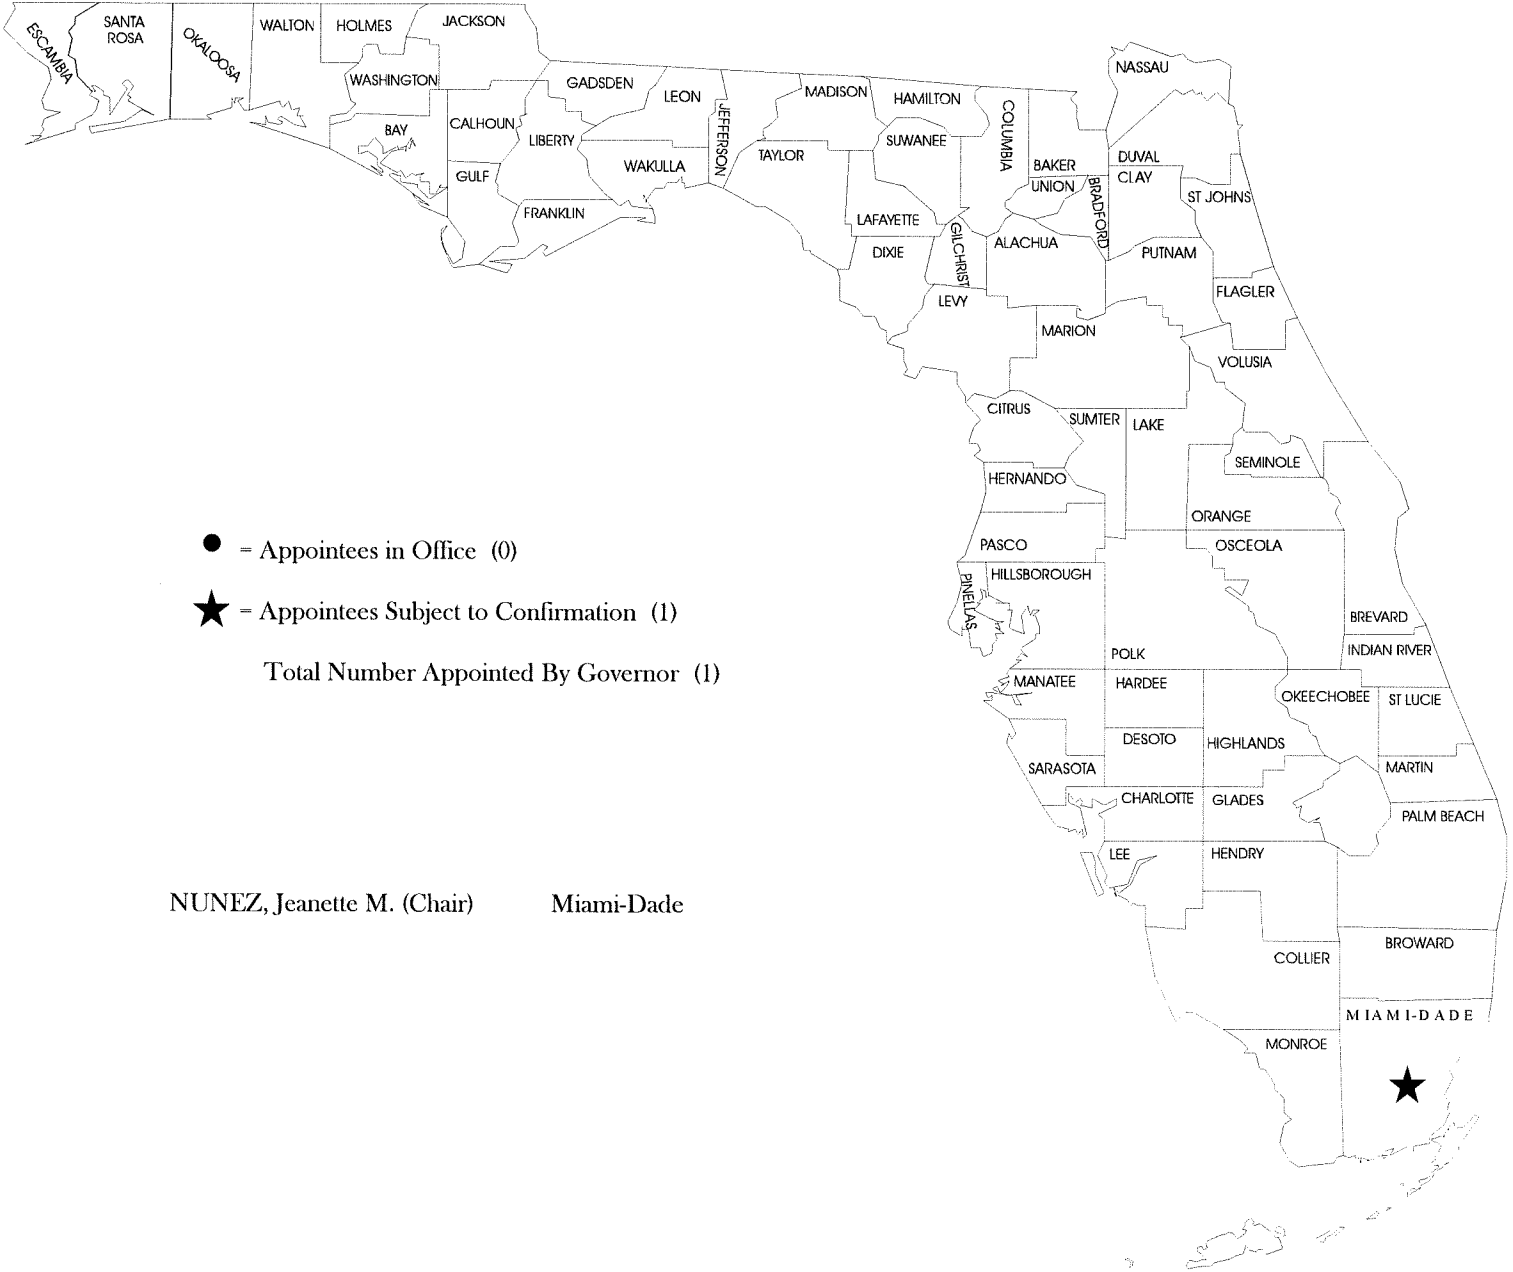 ESCAMBIA
SANTA
ROSA
OKALOOSA
WALTON
HOLMES
JACKSON
WASHINGTON
BAY
CALHOUN
GULF
GADSDEN
LIBERTY
FRANKLIN
LEON
WAKULLA
JEFFERSON
MADISON
TAYLOR
HAMILTON
SUWANEE
LAFAYETTE
DIXIE
COLUMBIA
GILCHRIST
LEVY
BAKER
UNION
BRADFORD
ALACHUA
NASSAU
DUVAL
CLAY
ST JOHNS
PUTNAM
FLAGLER
MARION
VOLUSIA
CITRUS
SUMTER
LAKE
SEMINOLE
HERNANDO
ORANGE
PASCO
OSCEOLA
HILLSBOROUGH
PINELLAS
POLK
BREVARD
INDIAN RIVER
MANATEE
HARDEE
OKEECHOBEE
ST LUCIE
DESOTO
HIGHLANDS
SARASOTA
MARTIN
CHARLOTTE
GLADES
PALM BEACH
LEE
HENDRY
BROWARD
COLLIER
MIAMI-DADE
MONROE
= Appointees in Office (0)
= Appointees Subject to Confirmation (1)
Total Number Appointed By Governor (1)
NUNEZ, Jeanette M. (Chair) Miami-Dade